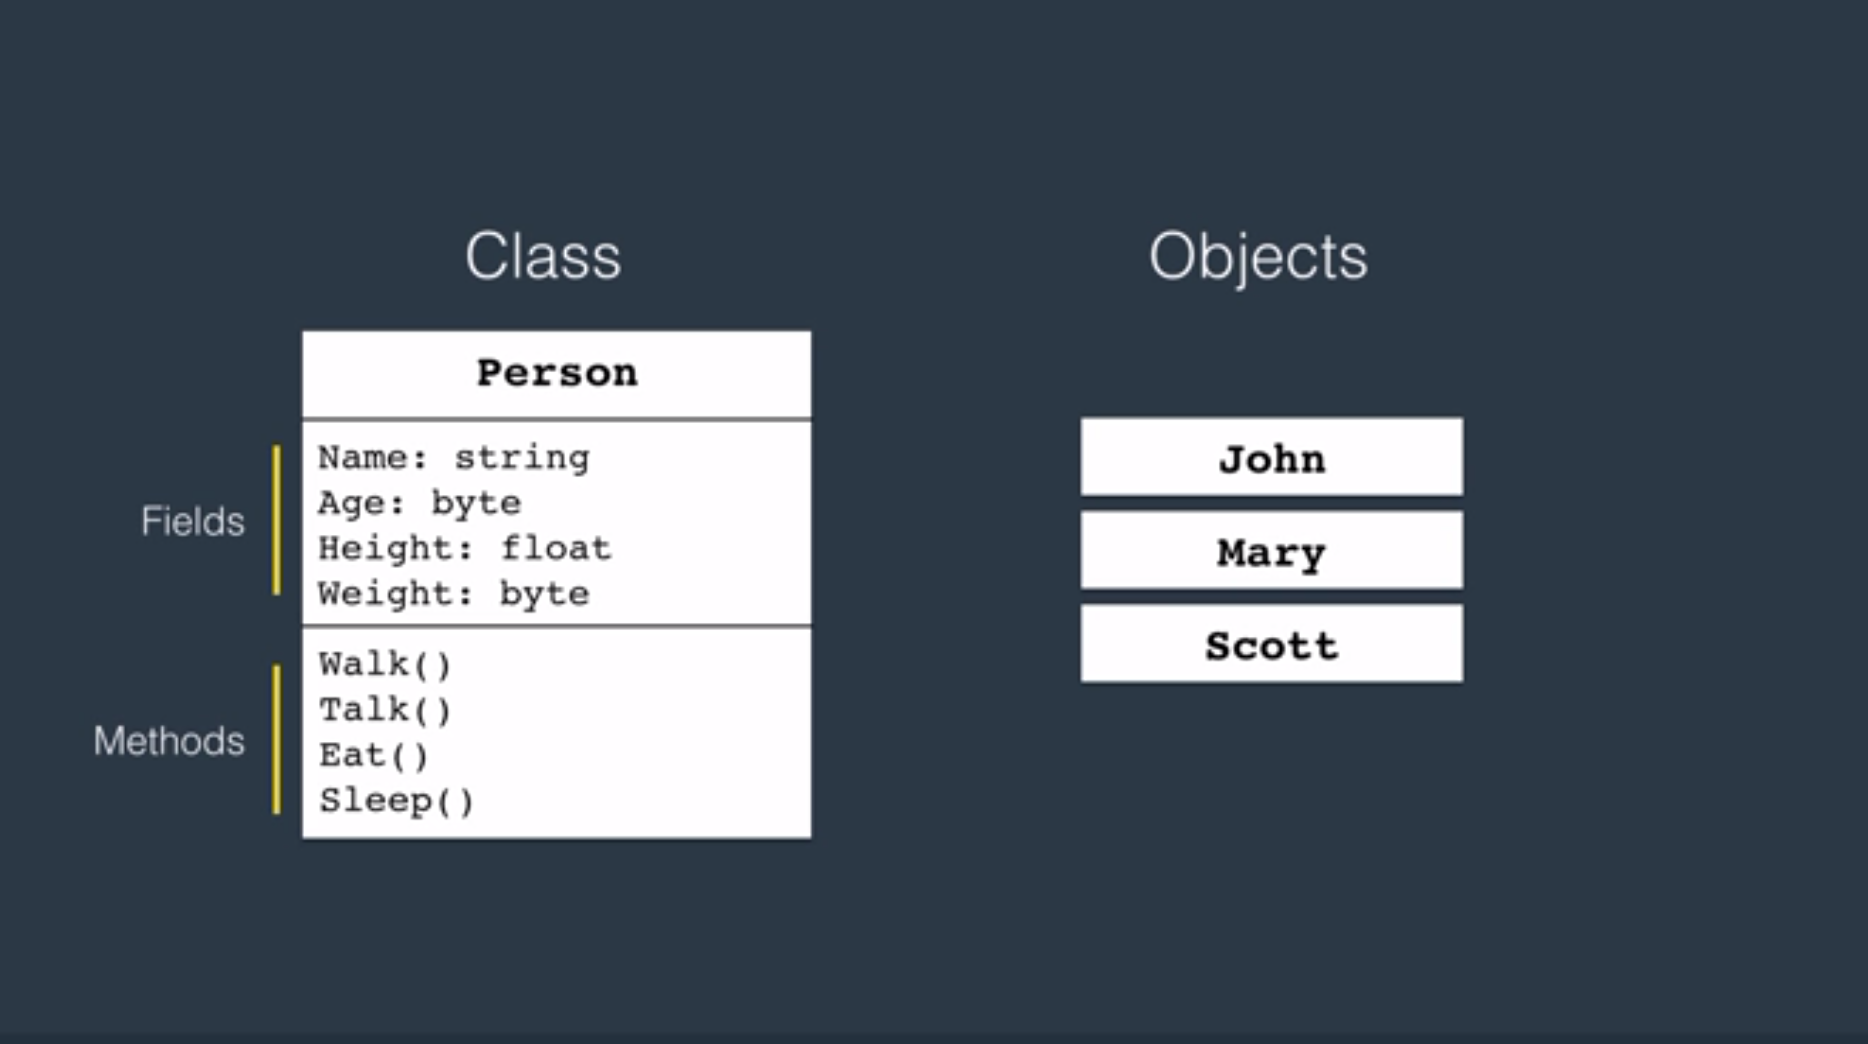 Class
Person
Fields
Name: string
Age: byte
Height: float
Weight: byte
Methods
Walk()
Talk()
Eat()
Sleep()
Objects
John
Mary
Scott